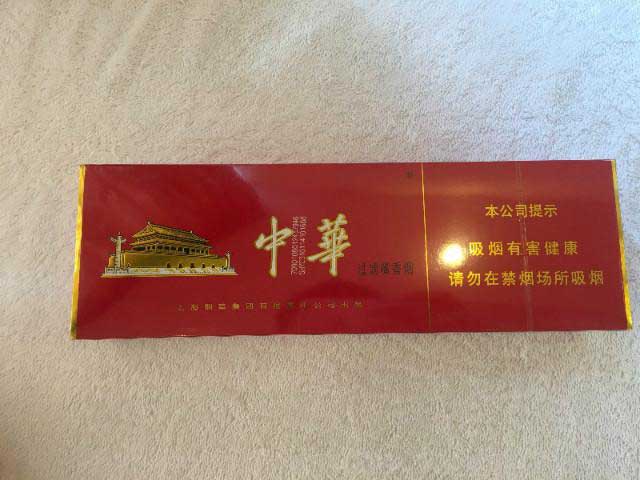 中華
过滤嘴香烟
本公司提示
吸烟有害健康
请勿在禁烟场所吸烟